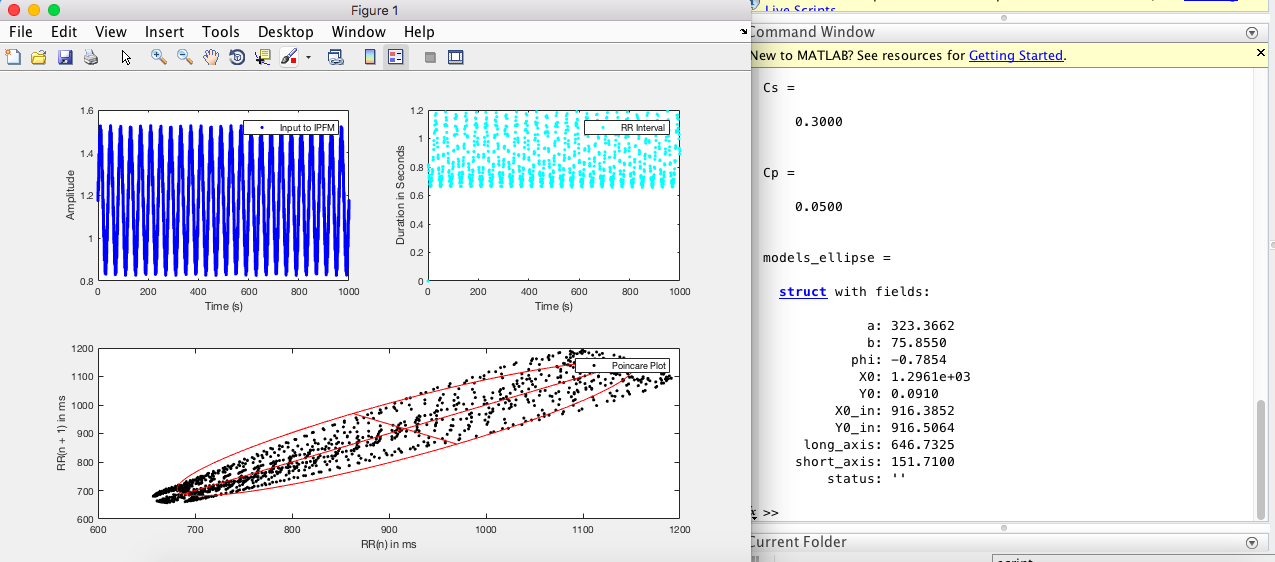 Figure 1
File Edit View Insert Tools Desktop Window Help
1.6
1.4
1.2
1
0.8
Amplitude
Input to IPFM
0 200 400 600 800 1000
Time (s)
1.2
1
0.8
0.6
0.4
0.2
0
Duration in Seconds
RR Interval
0 200 400 600 800 1000
Time (s)
1200
1100
1000
900
800
700
600
RR(n + 1) in ms
Poincare Plot
600 700 800 900 1000 1100 1200
RR(n) in ms
Live Scripts
Command Window
New to MATLAB? See resources for Getting Started.
Cs =
0.3000
Cp =
0.0500
models_ellipse =
struct with fields:
a: 323.3662
b: 75.8550
phi: -0.7854
X0: 1.2961e+03
Y0: 0.0910
X0_in: 916.3852
Y0_in: 916.5064
long_axis: 646.7325
short_axis: 151.7100
status: ''
>>
Current Folder
script